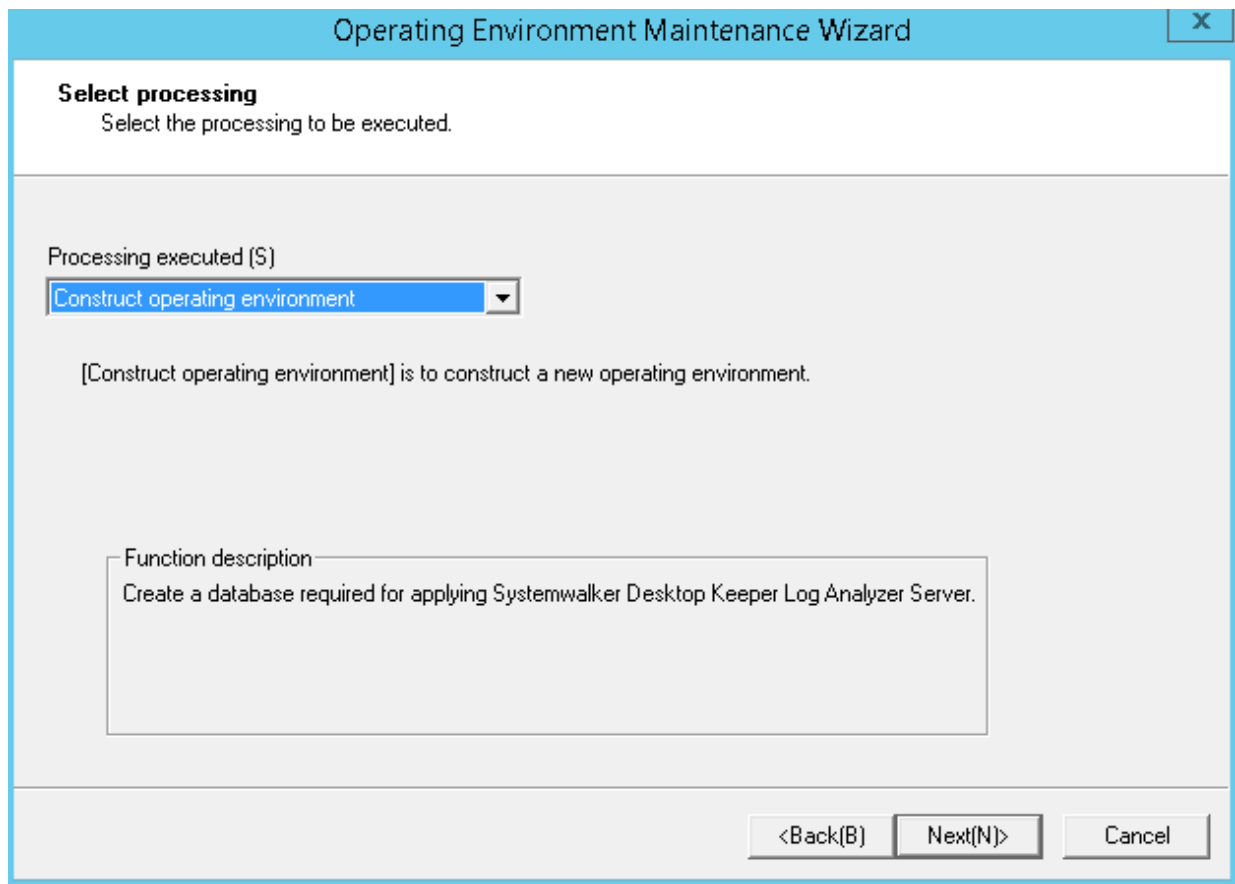 Operating Environment Maintenance Wizard
x
Select processing
Select the processing to be executed.
Processing executed (S)
Construct operating environment
[Construct operating environment] is to construct a new operating environment.
Function description
Create a database required for applying Systemwalker Desktop Keeper Log Analyzer Server.
<Back(B) Next(N)> Cancel